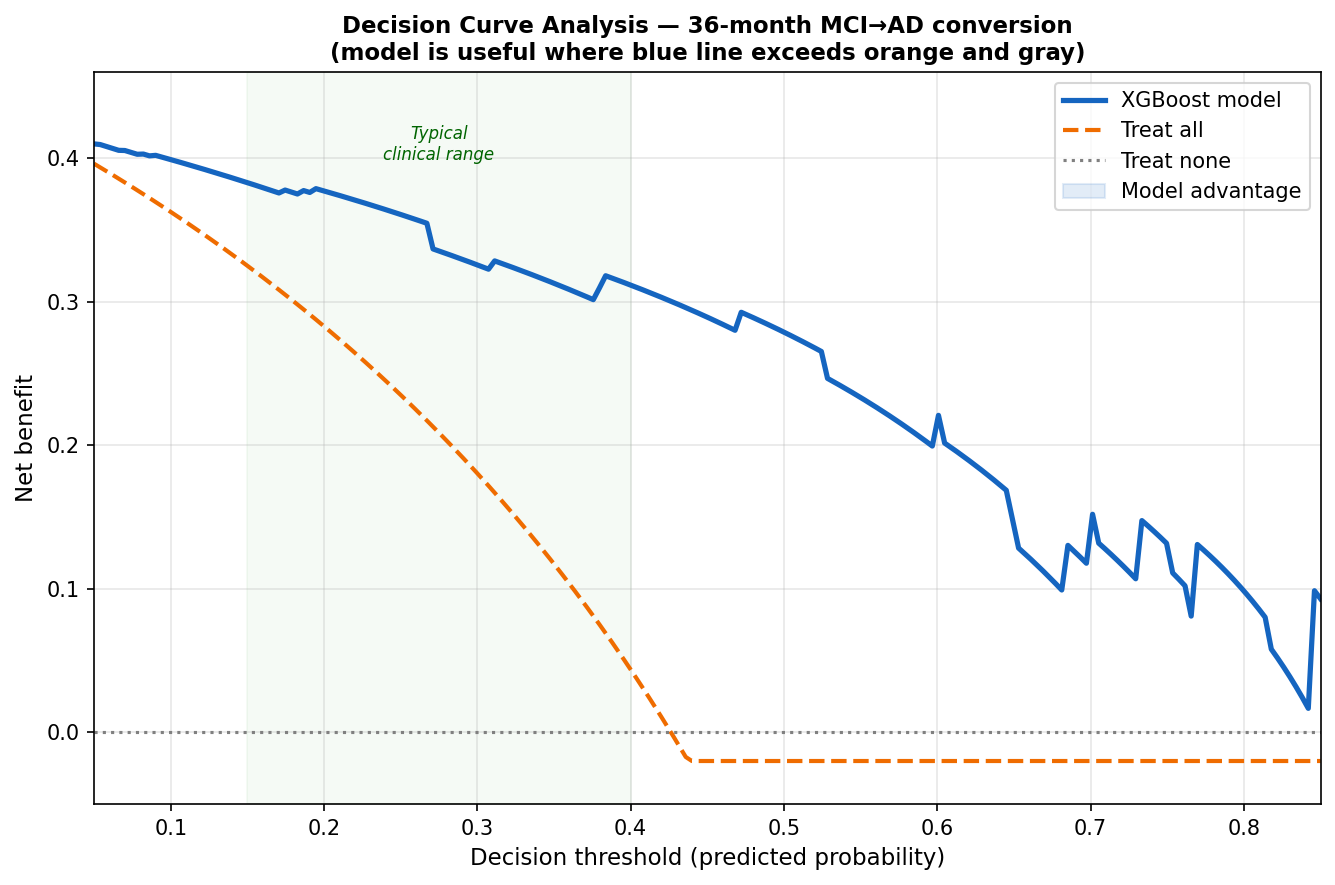 Decision Curve Analysis — 36-month MCI→AD conversion
(model is useful where blue line exceeds orange and gray)
XGBoost model
Treat all
Treat none
Model advantage
Typical
clinical range
Net benefit
0.4
0.3
0.2
0.1
0.0
0.1 0.2 0.3 0.4 0.5 0.6 0.7 0.8
Decision threshold (predicted probability)